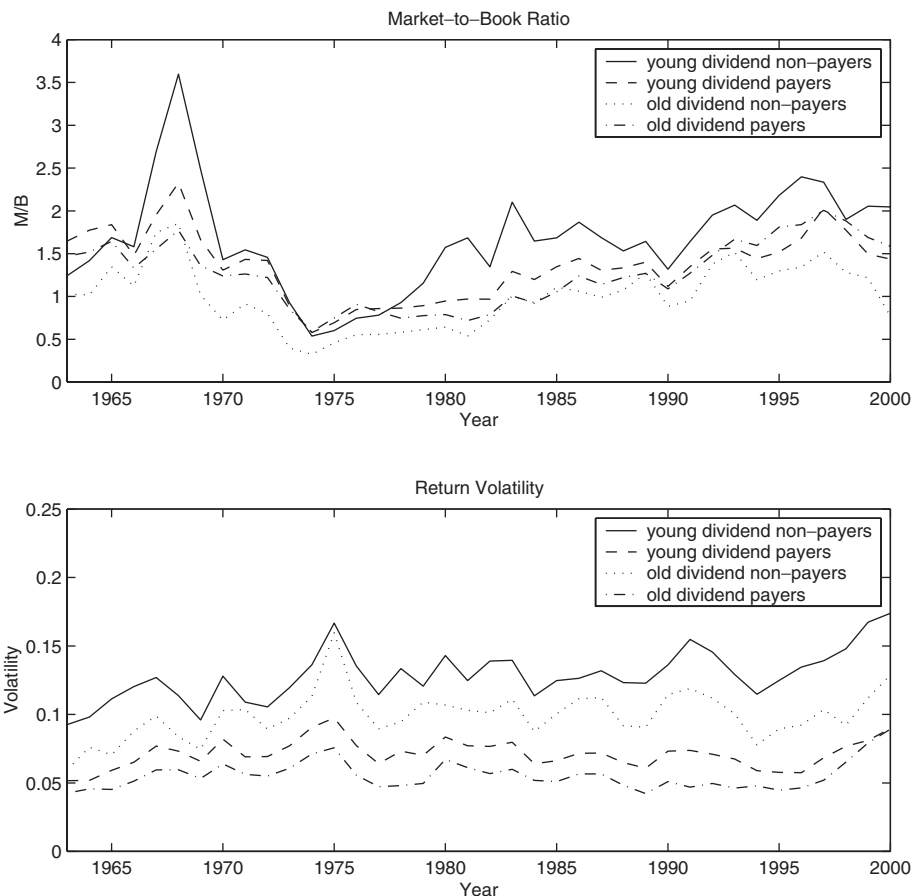 Market–to–Book Ratio
4
3.5
3
2.5
2
1.5
1
0.5
0
M/B
young dividend non–payers
young dividend payers
old dividend non–payers
old dividend payers
1965 1970 1975 1980 1985 1990 1995 2000
Year
Return Volatility
0.25
0.2
0.15
0.1
0.05
0
Volatility
young dividend non–payers
young dividend payers
old dividend non–payers
old dividend payers
1965 1970 1975 1980 1985 1990 1995 2000
Year